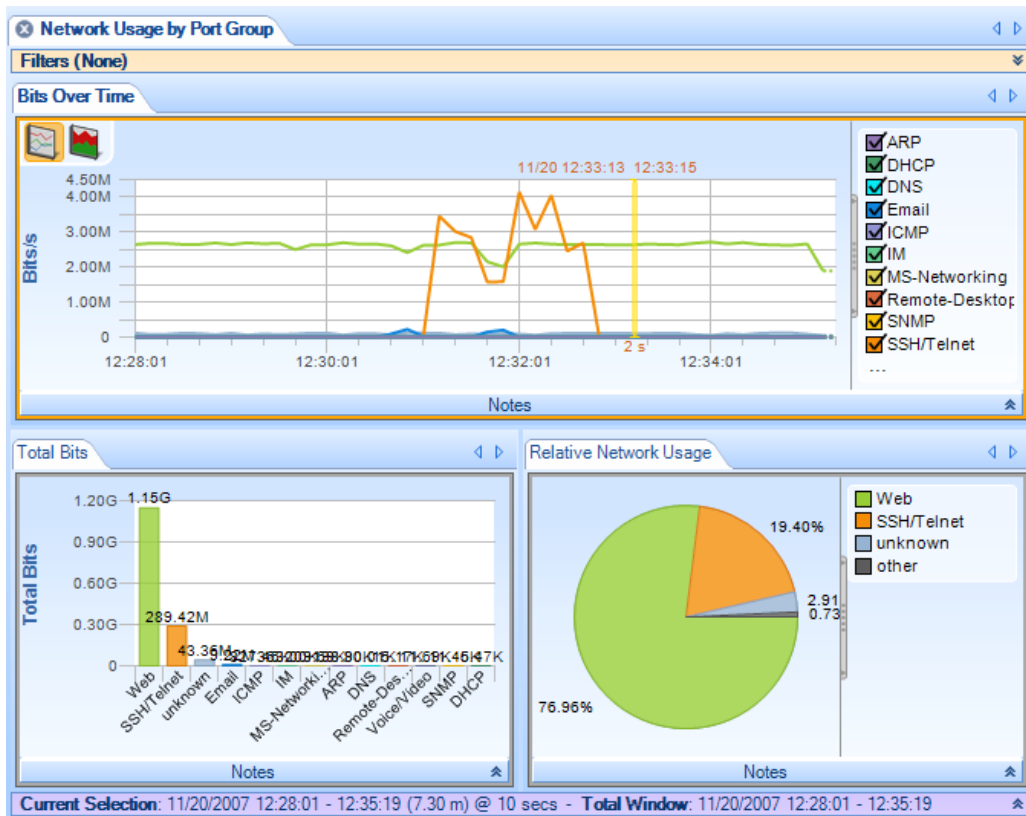 Network Usage by Port Group
Filters (None)
Bits Over Time
11/20 12:33:13 12:33:15
4.50M
4.00M
3.00M
2.00M
1.00M
0
Bits/s
2 s
12:28:01 12:30:01 12:32:01 12:34:01
ARP
DHCP
DNS
Email
ICMP
IM
MS-Networking
Remote-Desktop
SNMP
SSH/Telnet
...
Notes
Total Bits
1.20G
0.90G
0.60G
0.30G
0
Total Bits
1.15G
289.42M
43.36M
Web
SSH/Telnet
unknown
Email
ICMP
IM
MS-Networki...
ARP
DNS
Remote-Des...
Voice/Video
SNMP
DHCP
Notes
Relative Network Usage
19.40%
2.91
0.73
76.96%
Web
SSH/Telnet
unknown
other
Notes
Current Selection: 11/20/2007 12:28:01 - 12:35:19 (7.30 m) @ 10 secs - Total Window: 11/20/2007 12:28:01 - 12:35:19